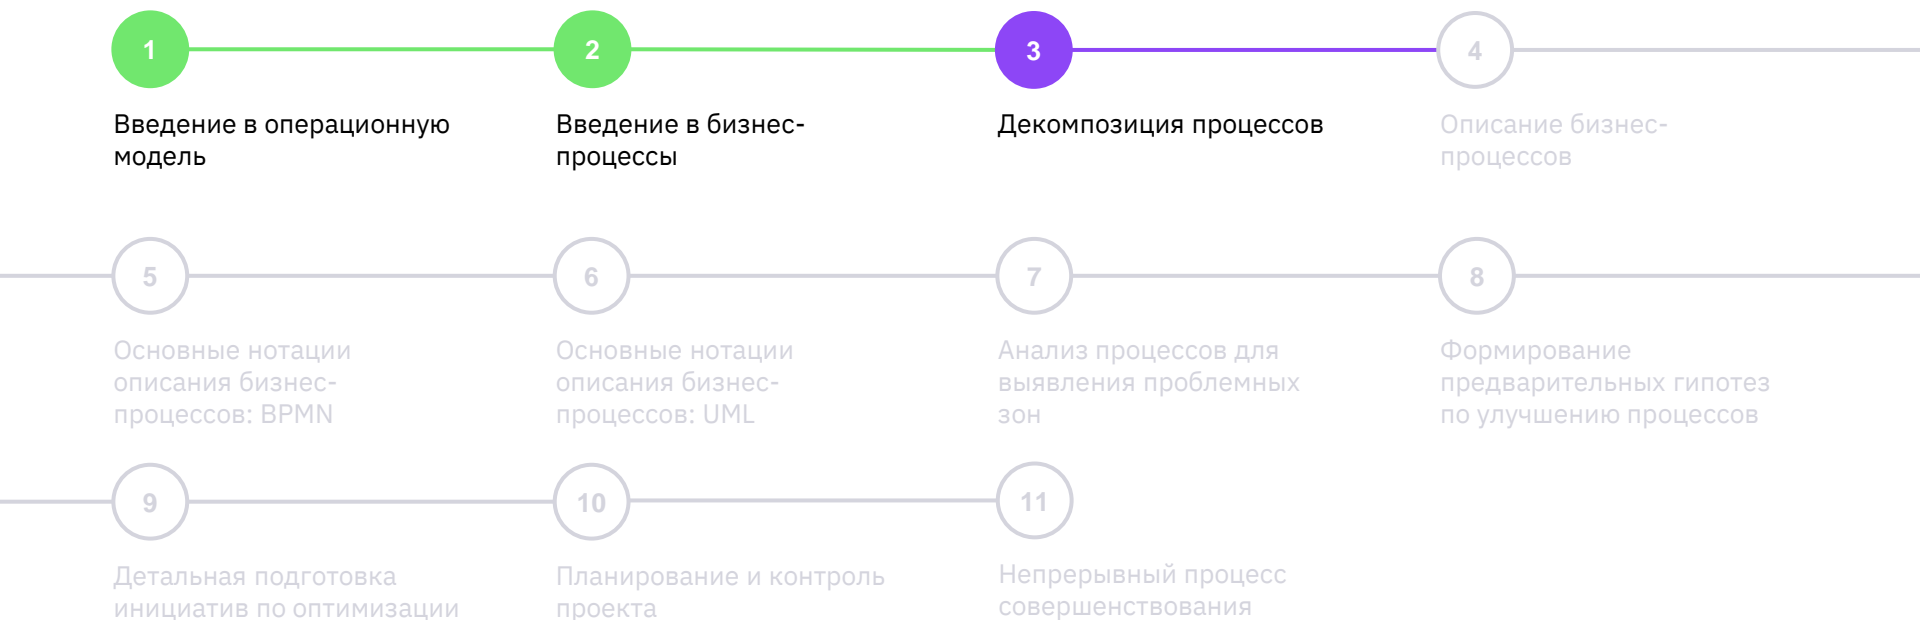 1
2
3
4
Введение в операционную
модель
Введение в бизнес-
процессы
Декомпозиция процессов
Описание бизнес-
процессов
5
6
7
8
Основные нотации
описания бизнес-
процессов: BPMN
Основные нотации
описания бизнес-
процессов: UML
Анализ процессов для
выявления проблемных
зон
Формирование
предварительных гипотез
по улучшению процессов
9
10
11
Детальная подготовка
инициатив по оптимизации
Планирование и контроль
проекта
Непрерывный процесс
совершенствования